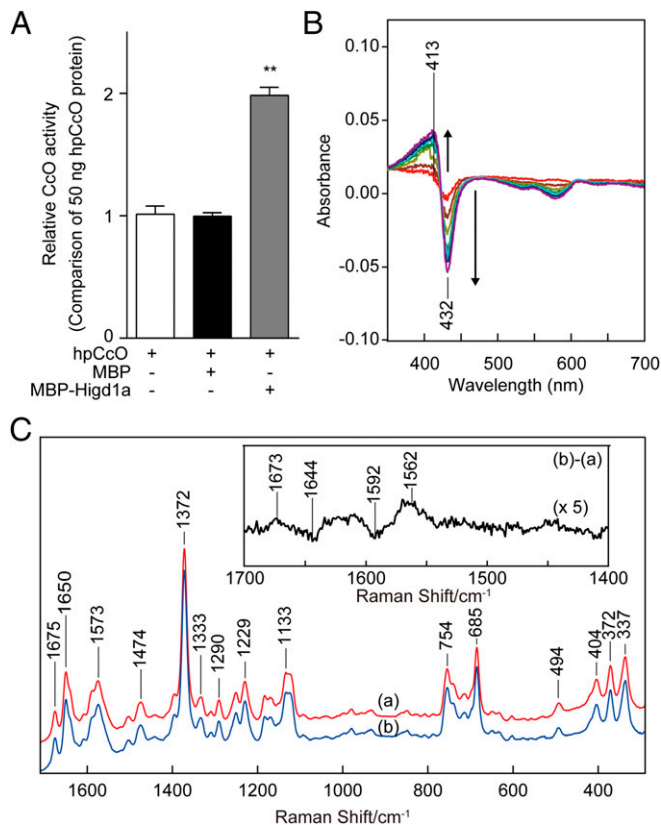 A
Relative CcO activity
(Comparison of 50 ng hpCcO protein)
2
1
0
**
hpCcO + + +
MBP - + -
MBP-Higd1a - - +
B
Absorbance
0.10
0.05
0.00
-0.05
-0.10
413
432
400 500 600 700
Wavelength (nm)
C
1675
1650
1573
1474
1372
1333
1290
1229
1133
754
685
494
404
372
337
(a)
(b)
1673
1644
1592
1562
(b)-(a)
(x 5)
1700 1600 1500 1400
Raman Shift/cm⁻¹
1600 1400 1200 1000 800 600 400
Raman Shift/cm⁻¹